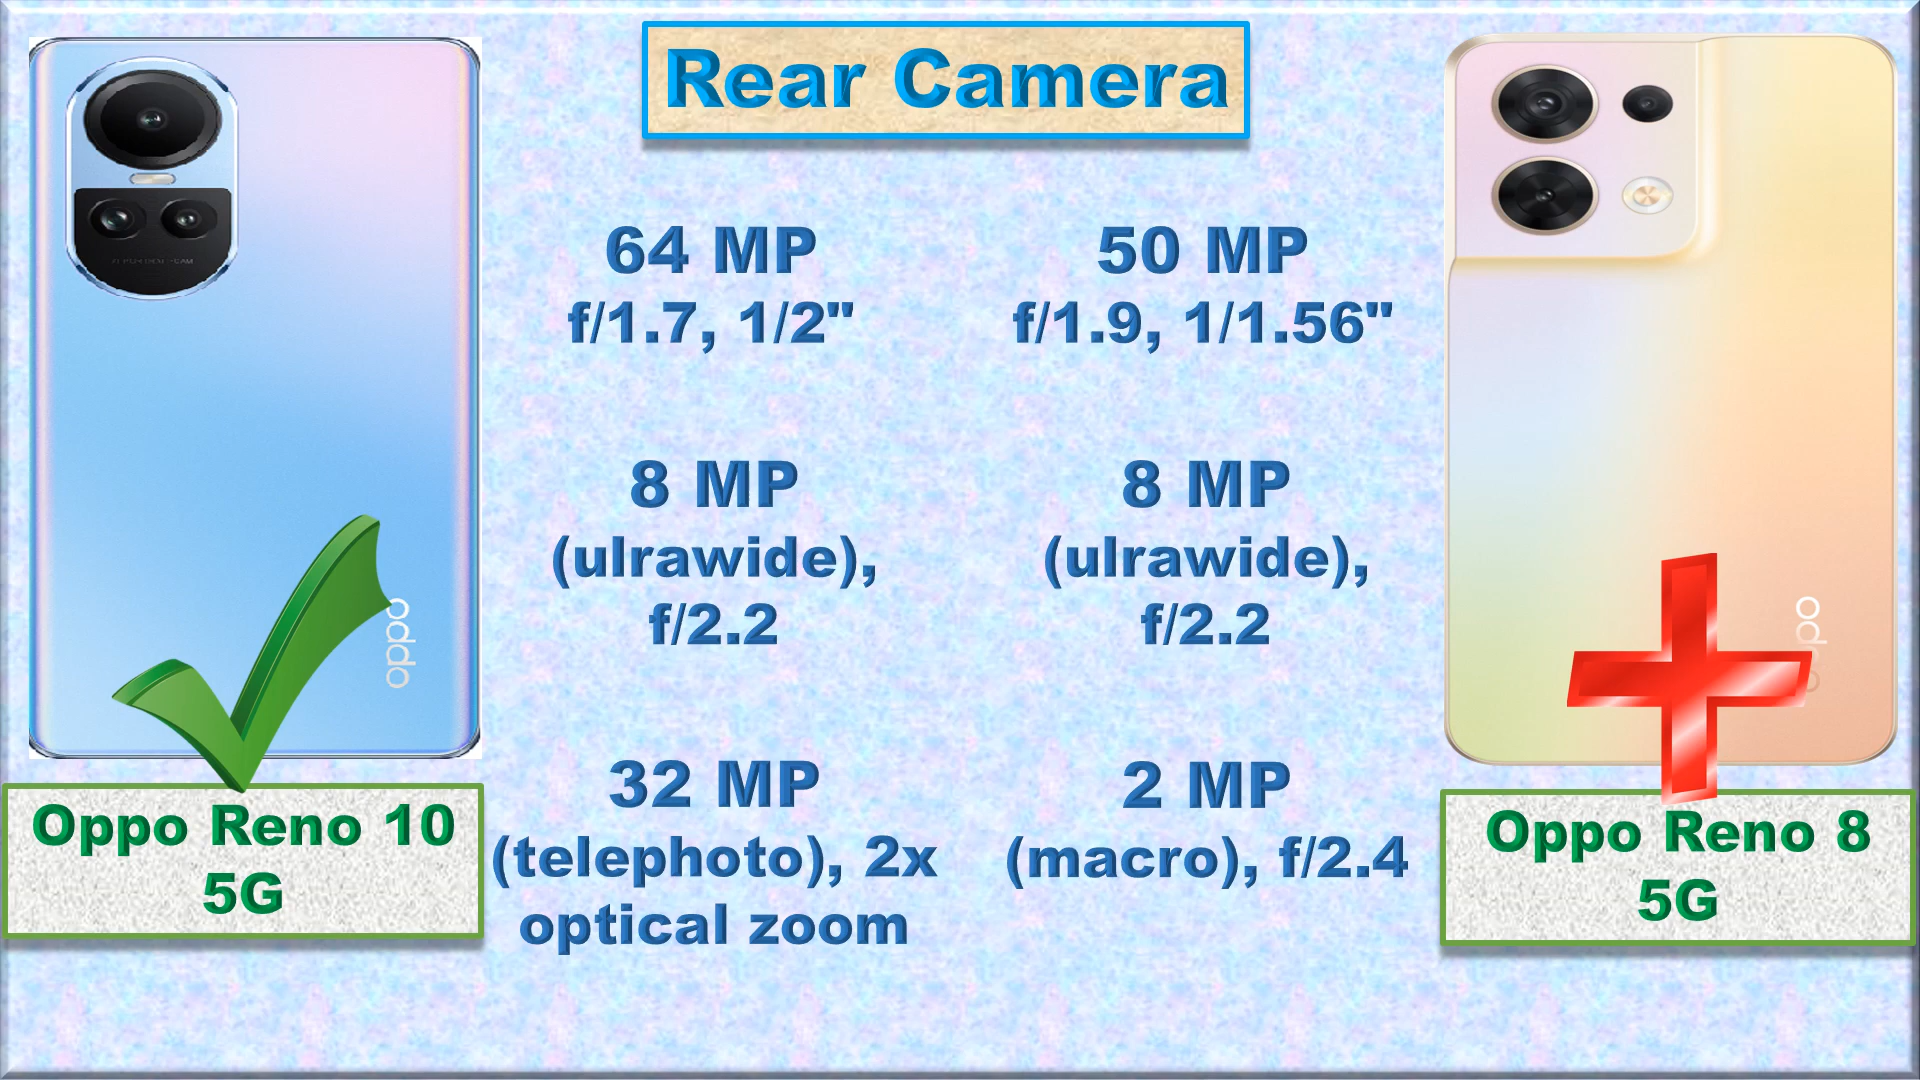 Rear Camera
64 MP
f/1.7, 1/2"
8 MP
(ulrawide),
f/2.2
32 MP
(telephoto), 2x
optical zoom
50 MP
f/1.9, 1/1.56"
8 MP
(ulrawide),
f/2.2
2 MP
(macro), f/2.4
oppo
Oppo Reno 10
5G
Oppo Reno 8
5G